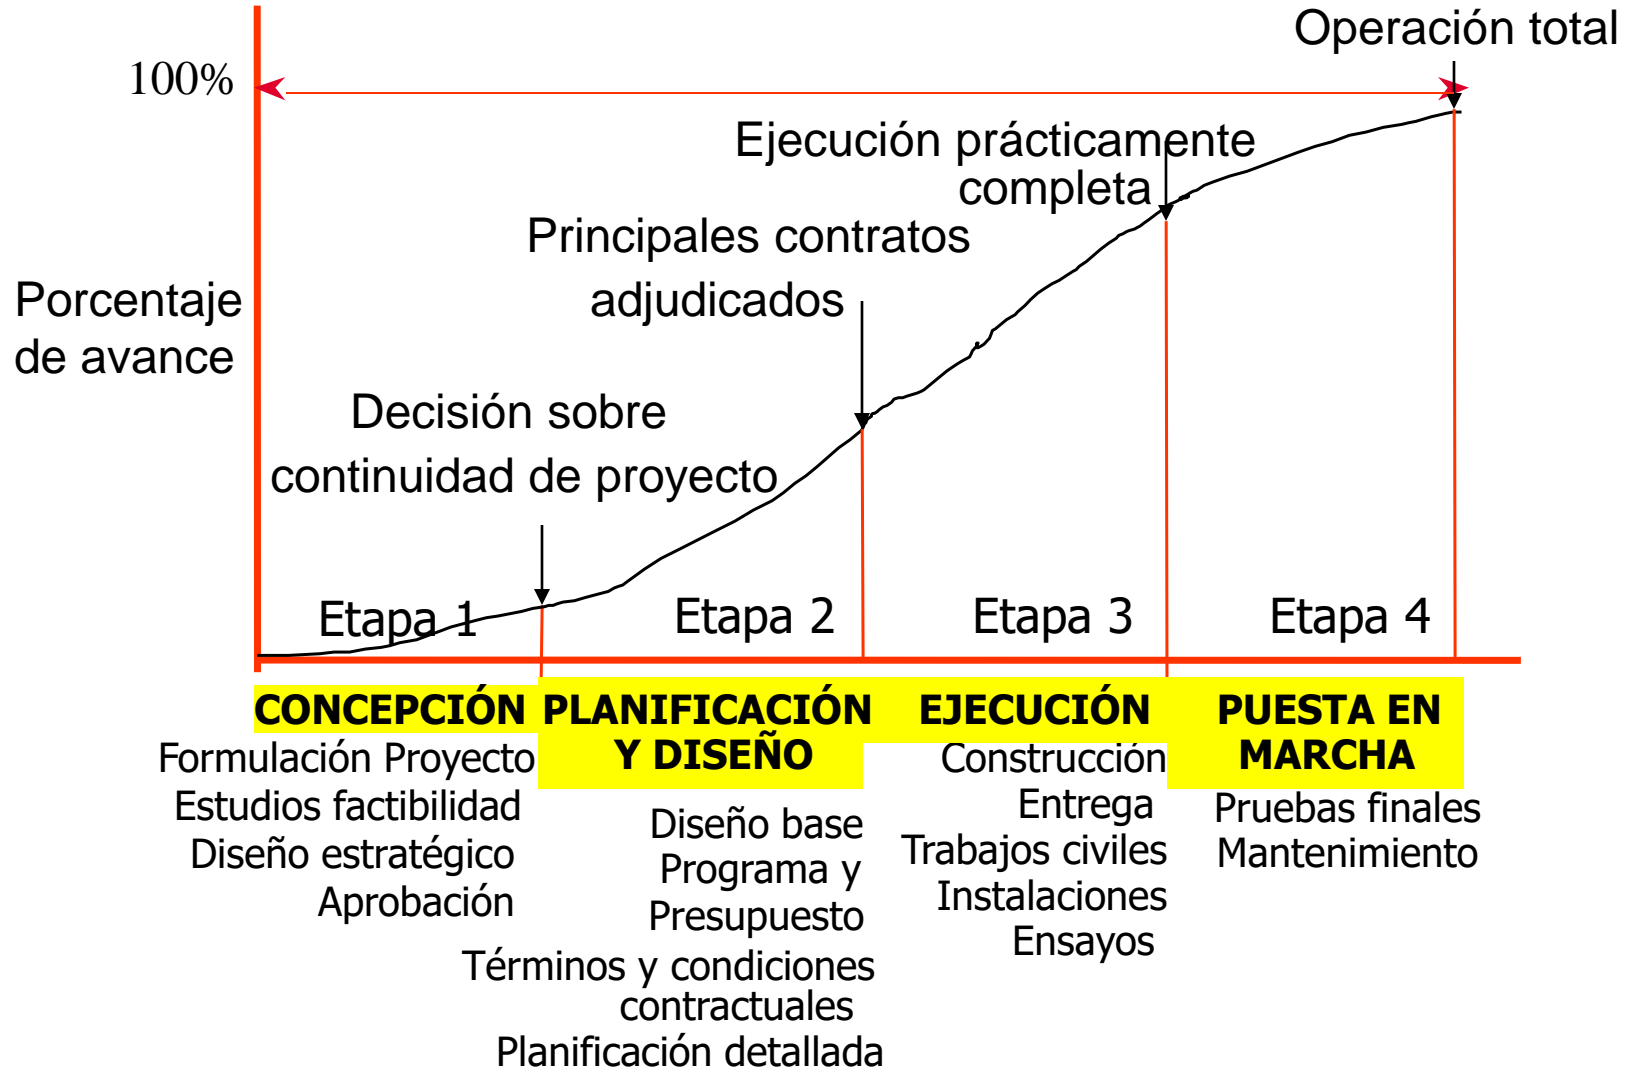 Operación total
100%
Ejecución prácticamente
completa
Principales contratos
adjudicados
Porcentaje
de avance
Decisión sobre
continuidad de proyecto
Etapa 1
Etapa 2
Etapa 3
Etapa 4
CONCEPCIÓN
Formulación Proyecto
Estudios factibilidad
Diseño estratégico
Aprobación
PLANIFICACIÓN
Y DISEÑO
Diseño base
Programa y
Presupuesto
Términos y condiciones
contractuales
Planificación detallada
EJECUCIÓN
Construcción
Entrega
Trabajos civiles
Instalaciones
Ensayos
PUESTA EN
MARCHA
Pruebas finales
Mantenimiento